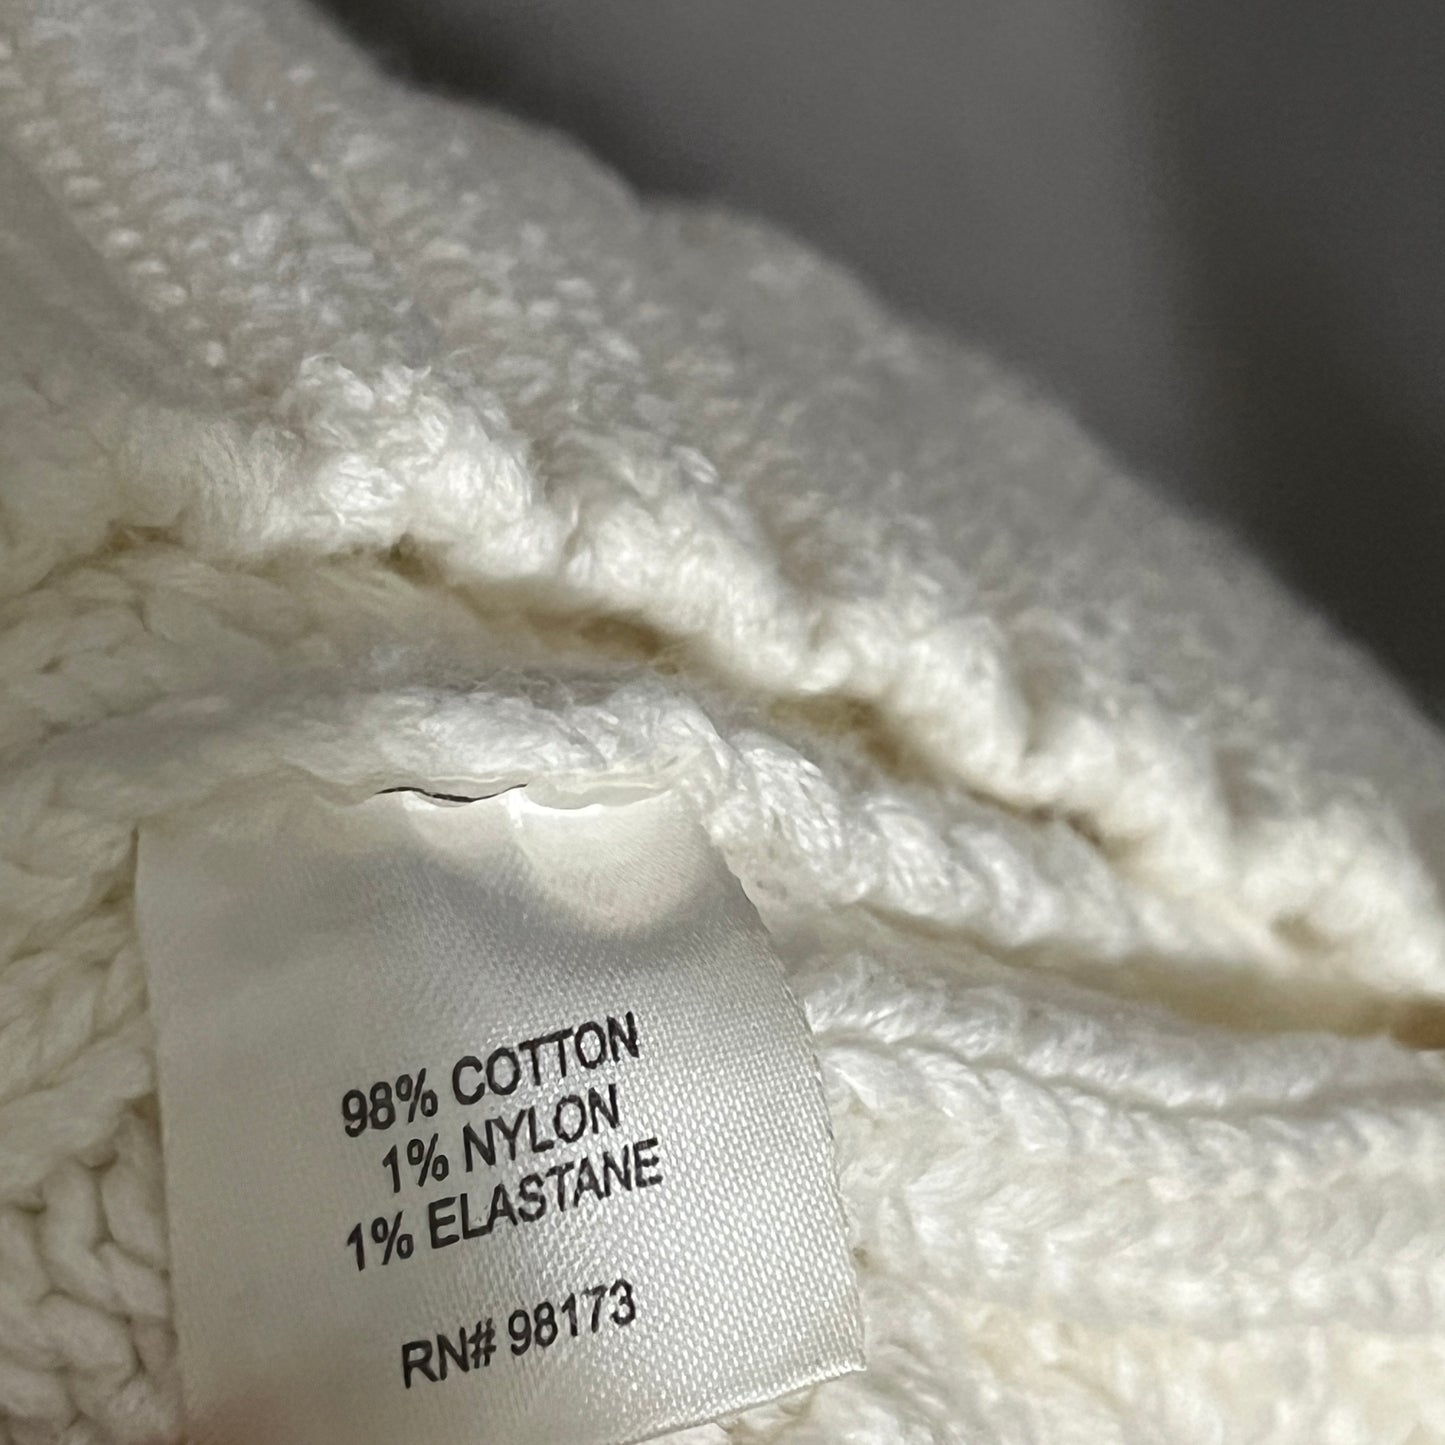 98% COTTON
1% NYLON
1% ELASTANE
RN# 98173